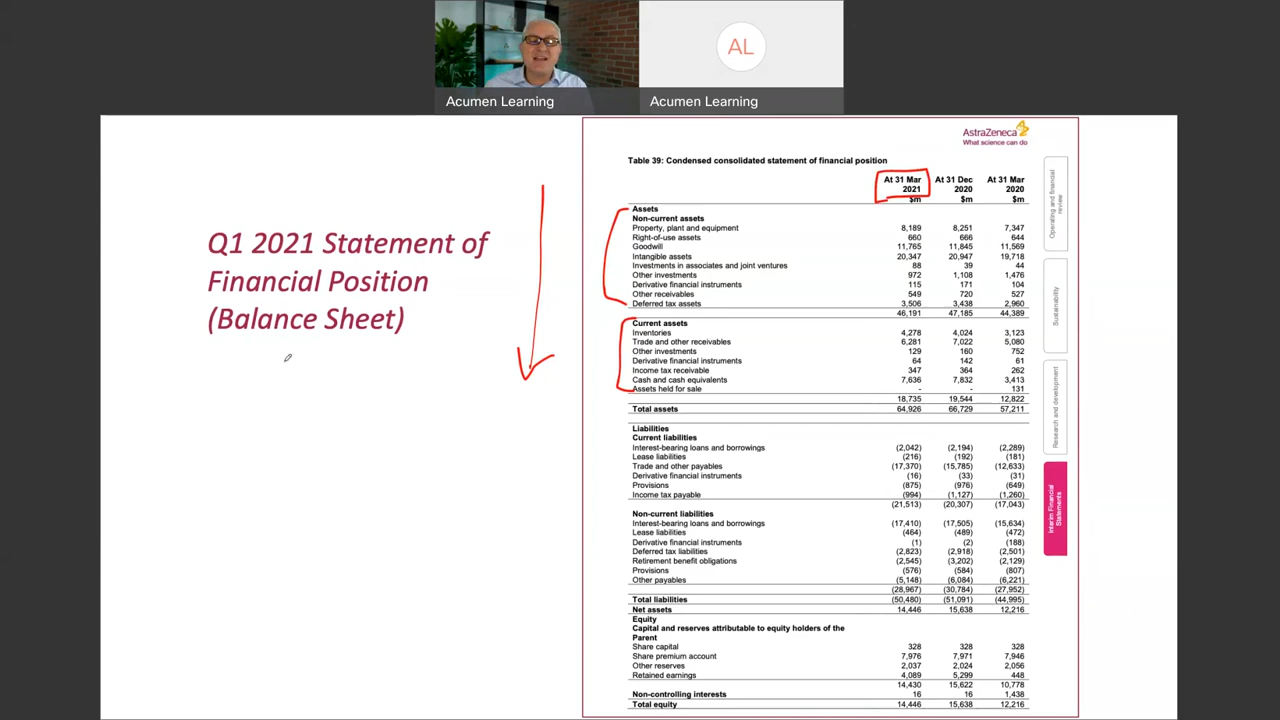 AL
Acumen Learning
Acumen Learning
Q1 2021 Statement of
Financial Position
(Balance Sheet)
AstraZeneca
What science can do
Table 39: Condensed consolidated statement of financial position
At 31 Mar At 31 Dec At 31 Mar
2021 2020 2020
$m $m $m
Assets
Non-current assets
Property, plant and equipment 8,189 8,251 7,347
Right-of-use assets 660 666 644
Goodwill 11,765 11,845 11,569
Intangible assets 20,347 20,947 19,718
Investments in associates and joint ventures 88 39 44
Other investments 972 1,108 1,476
Derivative financial instruments 115 171 104
Other receivables 549 720 527
Deferred tax assets 3,506 3,438 2,960
46,191 47,185 44,389
Current assets
Inventories 4,278 4,024 3,123
Trade and other receivables 6,281 7,022 5,080
Other investments 129 160 752
Derivative financial instruments 64 142 61
Income tax receivable 347 364 262
Cash and cash equivalents 7,636 7,832 3,413
Assets held for sale - - 131
18,735 19,544 12,822
Total assets 64,926 66,729 57,211
Liabilities
Current liabilities
Interest-bearing loans and borrowings (2,042) (2,194) (2,289)
Lease liabilities (216) (192) (181)
Trade and other payables (17,370) (15,785) (12,633)
Derivative financial instruments (16) (33) (31)
Provisions (875) (976) (649)
Income tax payable (994) (1,127) (1,260)
(21,513) (20,307) (17,043)
Non-current liabilities
Interest-bearing loans and borrowings (17,410) (17,505) (15,634)
Lease liabilities (464) (489) (472)
Derivative financial instruments (1) (2) (188)
Deferred tax liabilities (2,823) (2,918) (2,501)
Retirement benefit obligations (2,545) (3,202) (2,129)
Provisions (576) (584) (807)
Other payables (5,148) (6,084) (6,221)
(28,967) (30,784) (27,952)
Total liabilities (50,480) (51,091) (44,995)
Net assets 14,446 15,638 12,216
Equity
Capital and reserves attributable to equity holders of the
Parent
Share capital 328 328 328
Share premium account 7,976 7,971 7,946
Other reserves 2,037 2,024 2,056
Retained earnings 4,089 5,299 448
14,430 15,622 10,778
Non-controlling interests 16 16 1,438
Total equity 14,446 15,638 12,216
Operating and financial
review
Sustainability
Research and development
Interim Financial
Statements